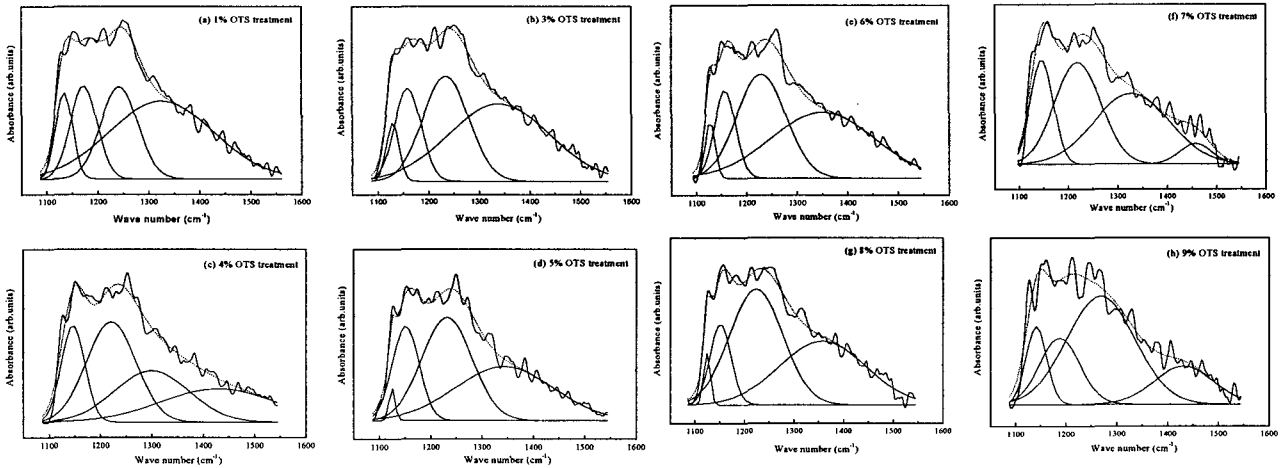 (a) 1% OTS treatment
Absorbance (arb.units)
1100 1200 1300 1400 1500 1600
Wave number (cm⁻¹)
(b) 3% OTS treatment
Absorbance (arb.units)
1100 1200 1300 1400 1500 1600
Wave number (cm⁻¹)
(e) 6% OTS treatment
Absorbance (arb.units)
1100 1200 1300 1400 1500 1600
Wave number (cm⁻¹)
(f) 7% OTS treatment
Absorbance (arb.units)
1100 1200 1300 1400 1500 1600
Wave number (cm⁻¹)
(c) 4% OTS treatment
Absorbance (arb.units)
1100 1200 1300 1400 1500 1600
Wave number (cm⁻¹)
(d) 5% OTS treatment
Absorbance (arb.units)
1100 1200 1300 1400 1500 1600
Wave number (cm⁻¹)
(g) 8% OTS treatment
Absorbance (arb.units)
1100 1200 1300 1400 1500 1600
Wave number (cm⁻¹)
(h) 9% OTS treatment
Absorbance (arb.units)
1100 1200 1300 1400 1500 1600
Wave number (cm⁻¹)